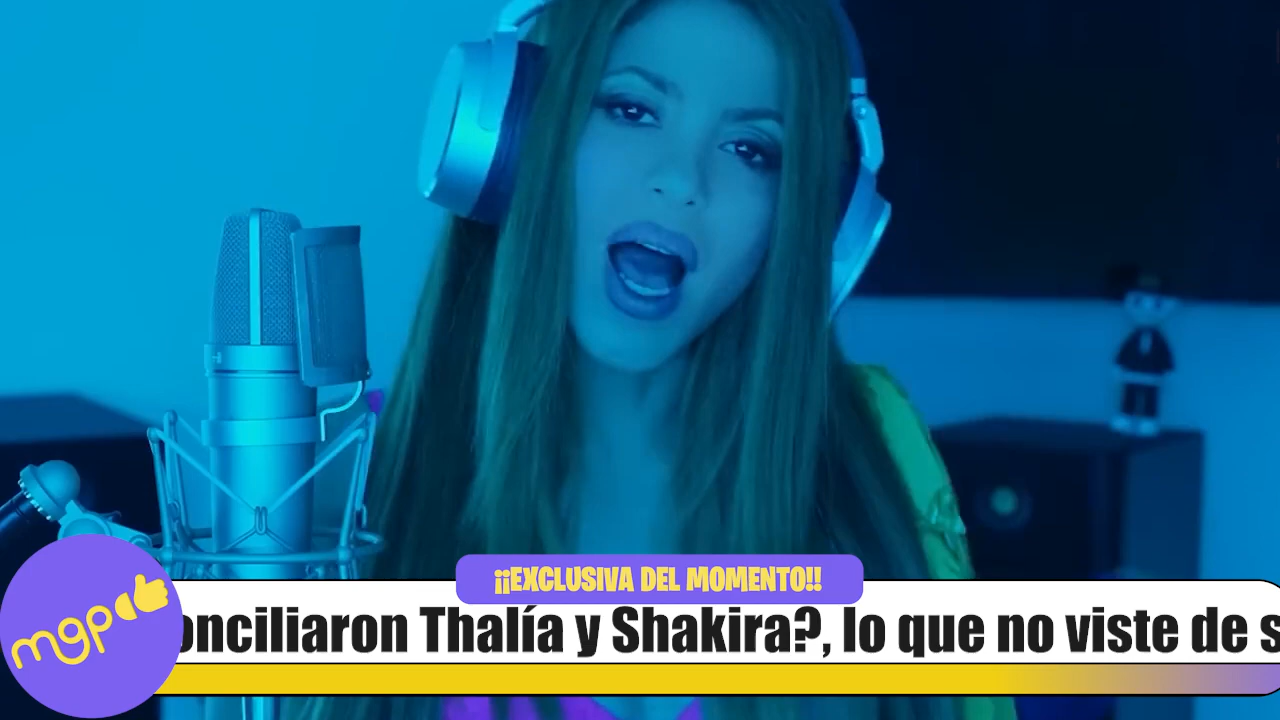 ¡¡EXCLUSIVA DEL MOMENTO!!
onciliaron Thalía y Shakira?, lo que no viste de s
mgp